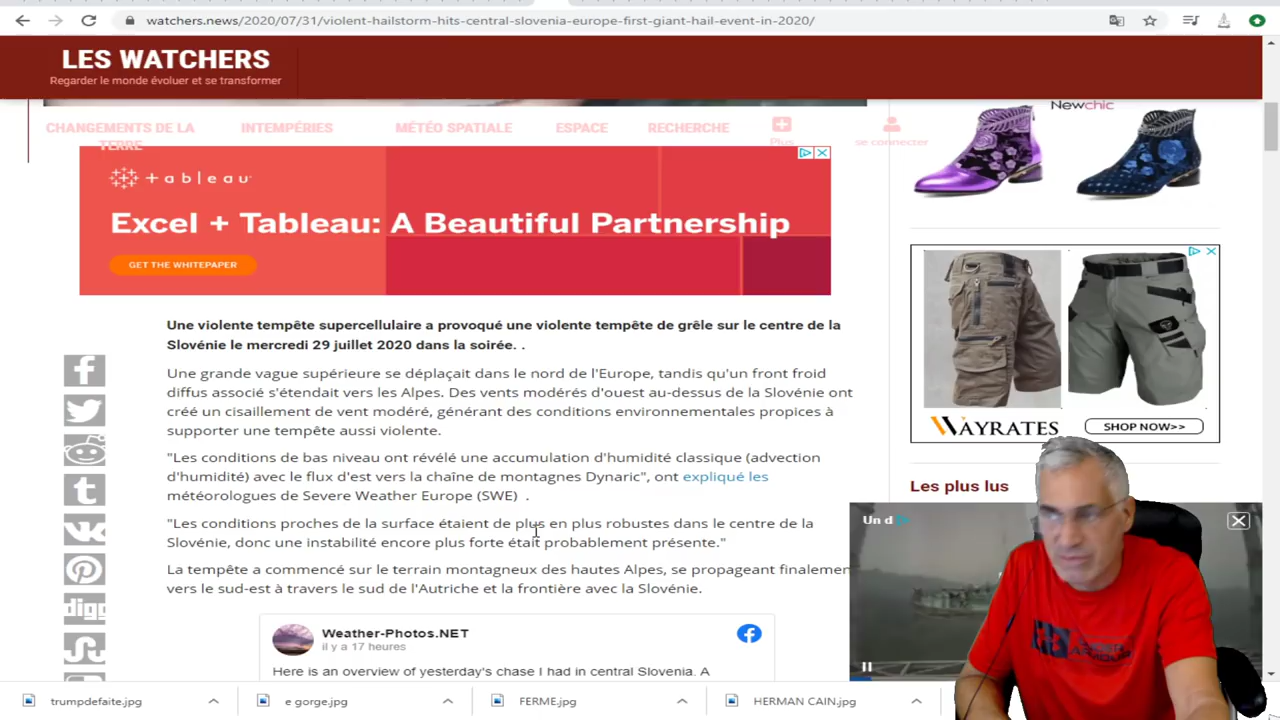 watchers.news/2020/07/31/violent-hailstorm-hits-central-slovenia-europe-first-giant-hail-event-in-2020/
LES WATCHERS
Regarder le monde évoluer et se transformer
CHANGEMENTS DE LA TERRE
INTEMPÉRIES
MÉTÉO SPATIALE
ESPACE
RECHERCHE
Plus
se connecter
+ a b l e a u
Excel + Tableau: A Beautiful Partnership
GET THE WHITEPAPER
Newchic
WAYRATES
SHOP NOW>>
Les plus lus
Une violente tempête supercellulaire a provoqué une violente tempête de grêle sur le centre de la
Slovénie le mercredi 29 juillet 2020 dans la soirée. .
Une grande vague supérieure se déplaçait dans le nord de l'Europe, tandis qu'un front froid
diffus associé s'étendait vers les Alpes. Des vents modérés d'ouest au-dessus de la Slovénie ont
créé un cisaillement de vent modéré, générant des conditions environnementales propices à
supporter une tempête aussi violente.
"Les conditions de bas niveau ont révélé une accumulation d'humidité classique (advection
d'humidité) avec le flux d'est vers la chaîne de montagnes Dynaric", ont expliqué les
météorologues de Severe Weather Europe (SWE) .
"Les conditions proches de la surface étaient de plus en plus robustes dans le centre de la
Slovénie, donc une instabilité encore plus forte était probablement présente."
La tempête a commencé sur le terrain montagneux des hautes Alpes, se propageant finalemen
vers le sud-est à travers le sud de l'Autriche et la frontière avec la Slovénie.
Un d
digg
Weather-Photos.NET
il y a 17 heures
Here is an overview of yesterday's chase I had in central Slovenia. A
trumpdefaite.jpg
e gorge.jpg
FERME.jpg
HERMAN CAIN.jpg